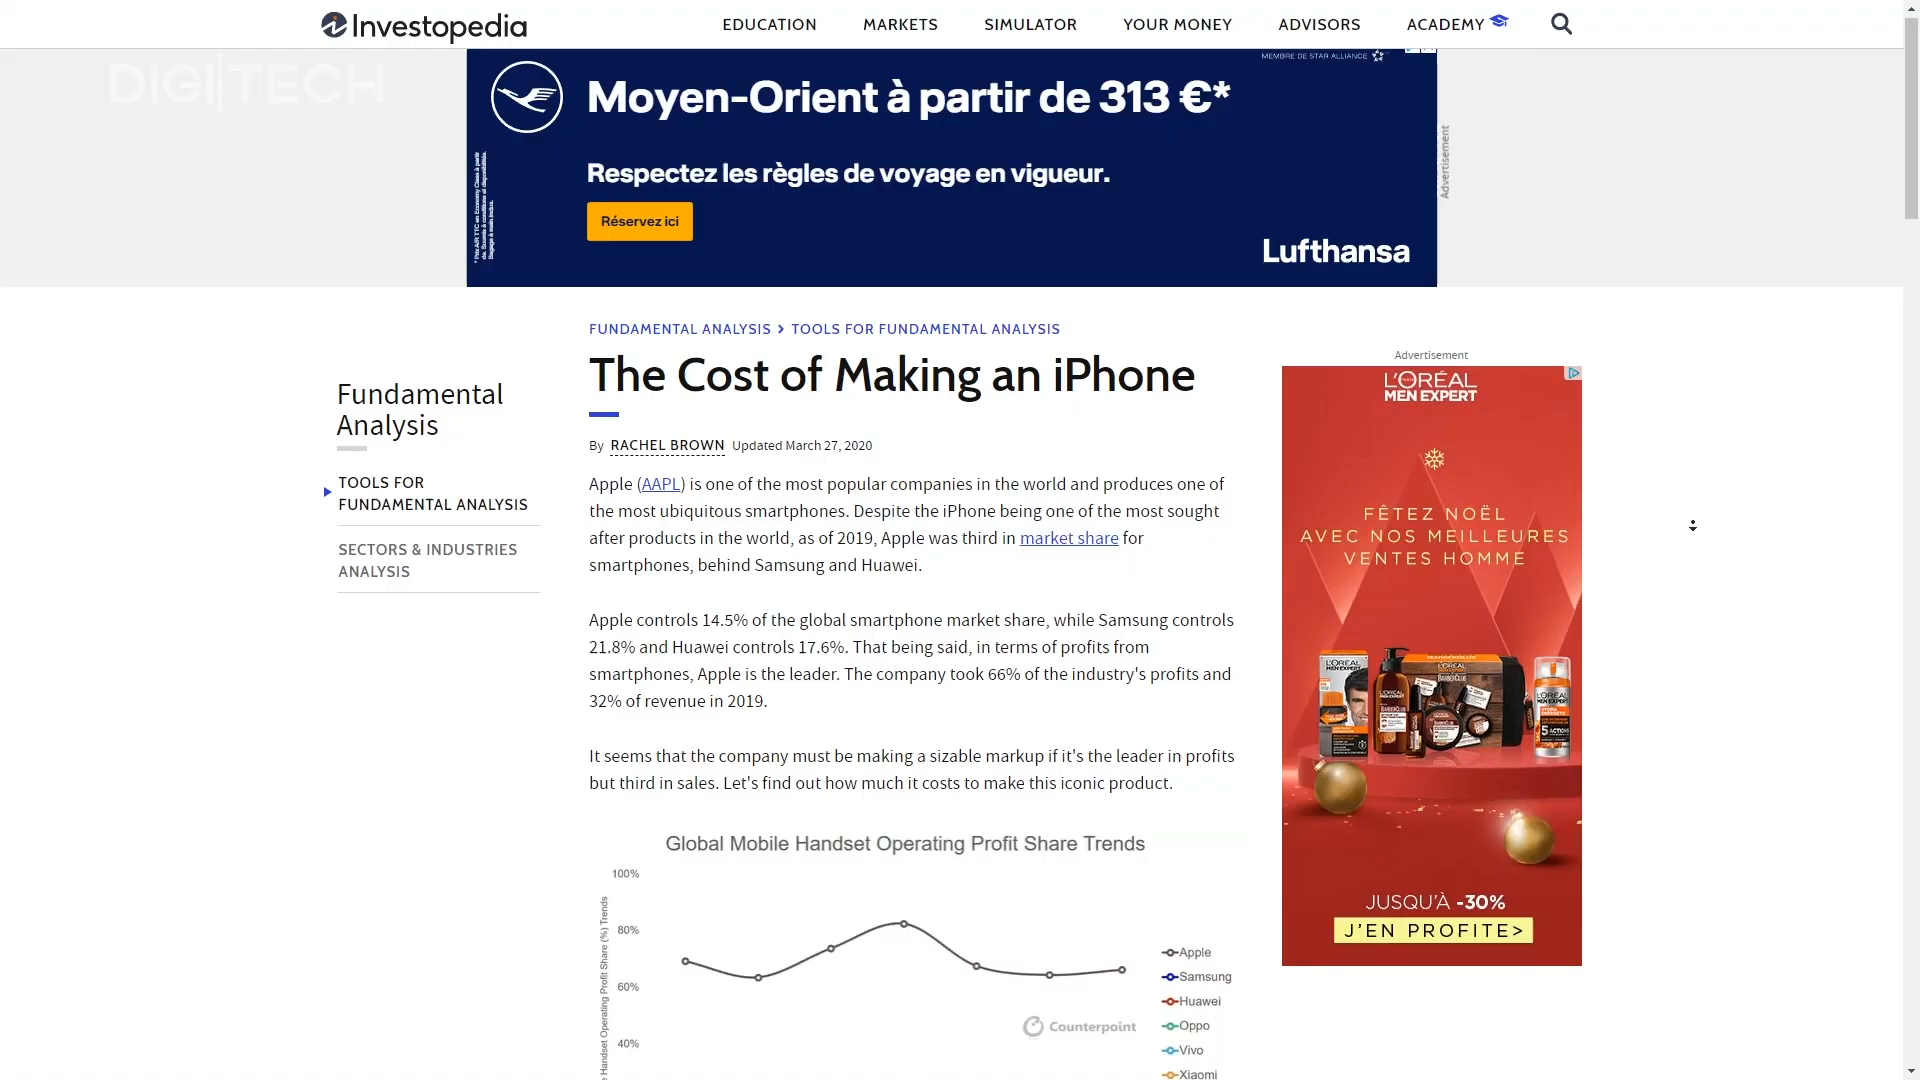 Investopedia
EDUCATION MARKETS SIMULATOR YOUR MONEY ADVISORS ACADEMY
DIGI|TECH
MEMBRE DE STAR ALLIANCE
Moyen-Orient à partir de 313 €*
Respectez les règles de voyage en vigueur.
Réservez ici
Lufthansa
Advertisement
FUNDAMENTAL ANALYSIS > TOOLS FOR FUNDAMENTAL ANALYSIS
The Cost of Making an iPhone
By RACHEL BROWN Updated March 27, 2020
Fundamental
Analysis
TOOLS FOR
FUNDAMENTAL ANALYSIS
SECTORS & INDUSTRIES
ANALYSIS
Apple (AAPL) is one of the most popular companies in the world and produces one of
the most ubiquitous smartphones. Despite the iPhone being one of the most sought
after products in the world, as of 2019, Apple was third in market share for
smartphones, behind Samsung and Huawei.
Apple controls 14.5% of the global smartphone market share, while Samsung controls
21.8% and Huawei controls 17.6%. That being said, in terms of profits from
smartphones, Apple is the leader. The company took 66% of the industry's profits and
32% of revenue in 2019.
It seems that the company must be making a sizable markup if it's the leader in profits
but third in sales. Let's find out how much it costs to make this iconic product.
Global Mobile Handset Operating Profit Share Trends
100%
80%
60%
40%
Handset Operating Profit Share (%) Trends
Counterpoint
Apple
Samsung
Huawei
Oppo
Vivo
Xiaomi
Advertisement
L'ORÉAL
MEN EXPERT
FÊTEZ NOËL
AVEC NOS MEILLEURES
VENTES HOMME
JUSQU'À -30%
J'EN PROFITE>